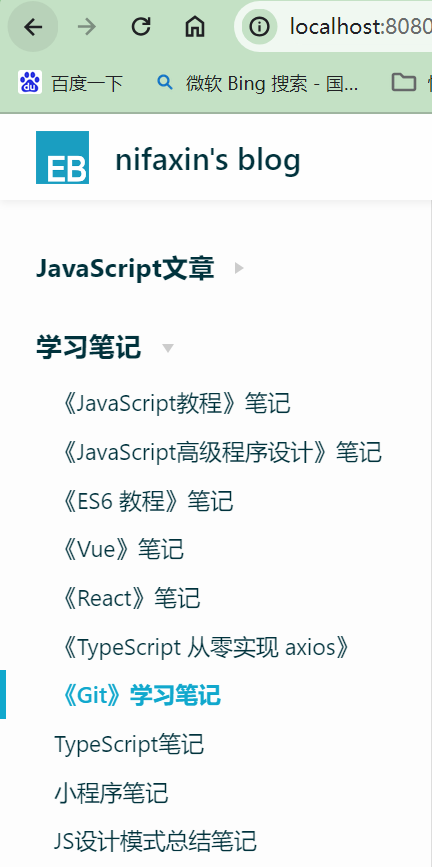 localhost:8080
百度一下
微软 Bing 搜索 - 国...
EB
nifaxin's blog
JavaScript文章
学习笔记
《JavaScript教程》笔记
《JavaScript高级程序设计》笔记
《ES6 教程》笔记
《Vue》笔记
《React》笔记
《TypeScript 从零实现 axios》
《Git》学习笔记
TypeScript笔记
小程序笔记
JS设计模式总结笔记